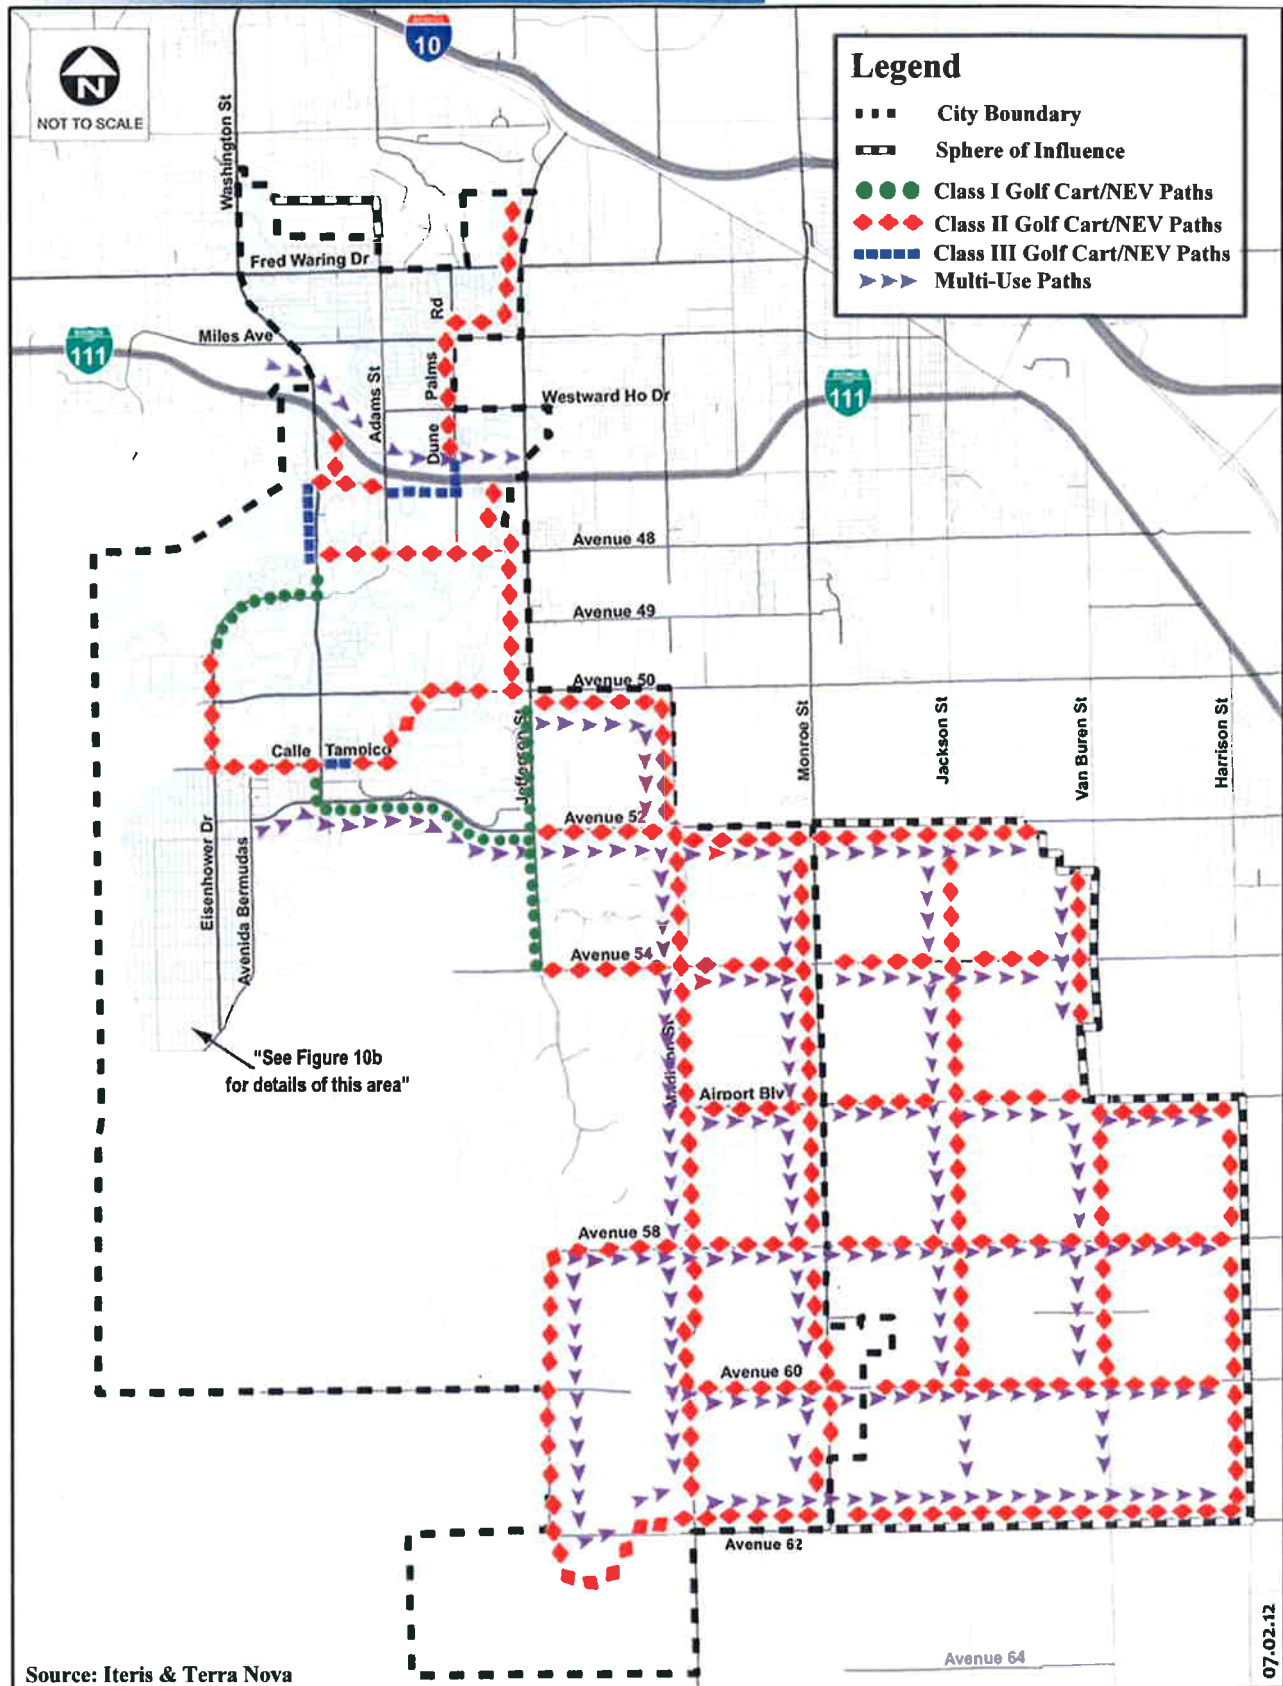 10
N
NOT TO SCALE
Legend
City Boundary
Sphere of Influence
Class I Golf Cart/NEV Paths
Class II Golf Cart/NEV Paths
Class III Golf Cart/NEV Paths
Multi-Use Paths
Washington St
Fred Waring Dr
Miles Ave
111
Adams St
Dune Palms Rd
Westward Ho Dr
111
Avenue 48
Avenue 49
Avenue 50
Calle Tampico
Jefferson St
Monroe St
Jackson St
Van Buren St
Harrison St
Avenue 52
Eisenhower Dr
Avenida Bermudas
Avenue 54
"See Figure 10b
for details of this area"
Madison St
Airport Blv
Avenue 58
Avenue 60
Avenue 62
Avenue 64
Source: Iteris & Terra Nova
07.02.12